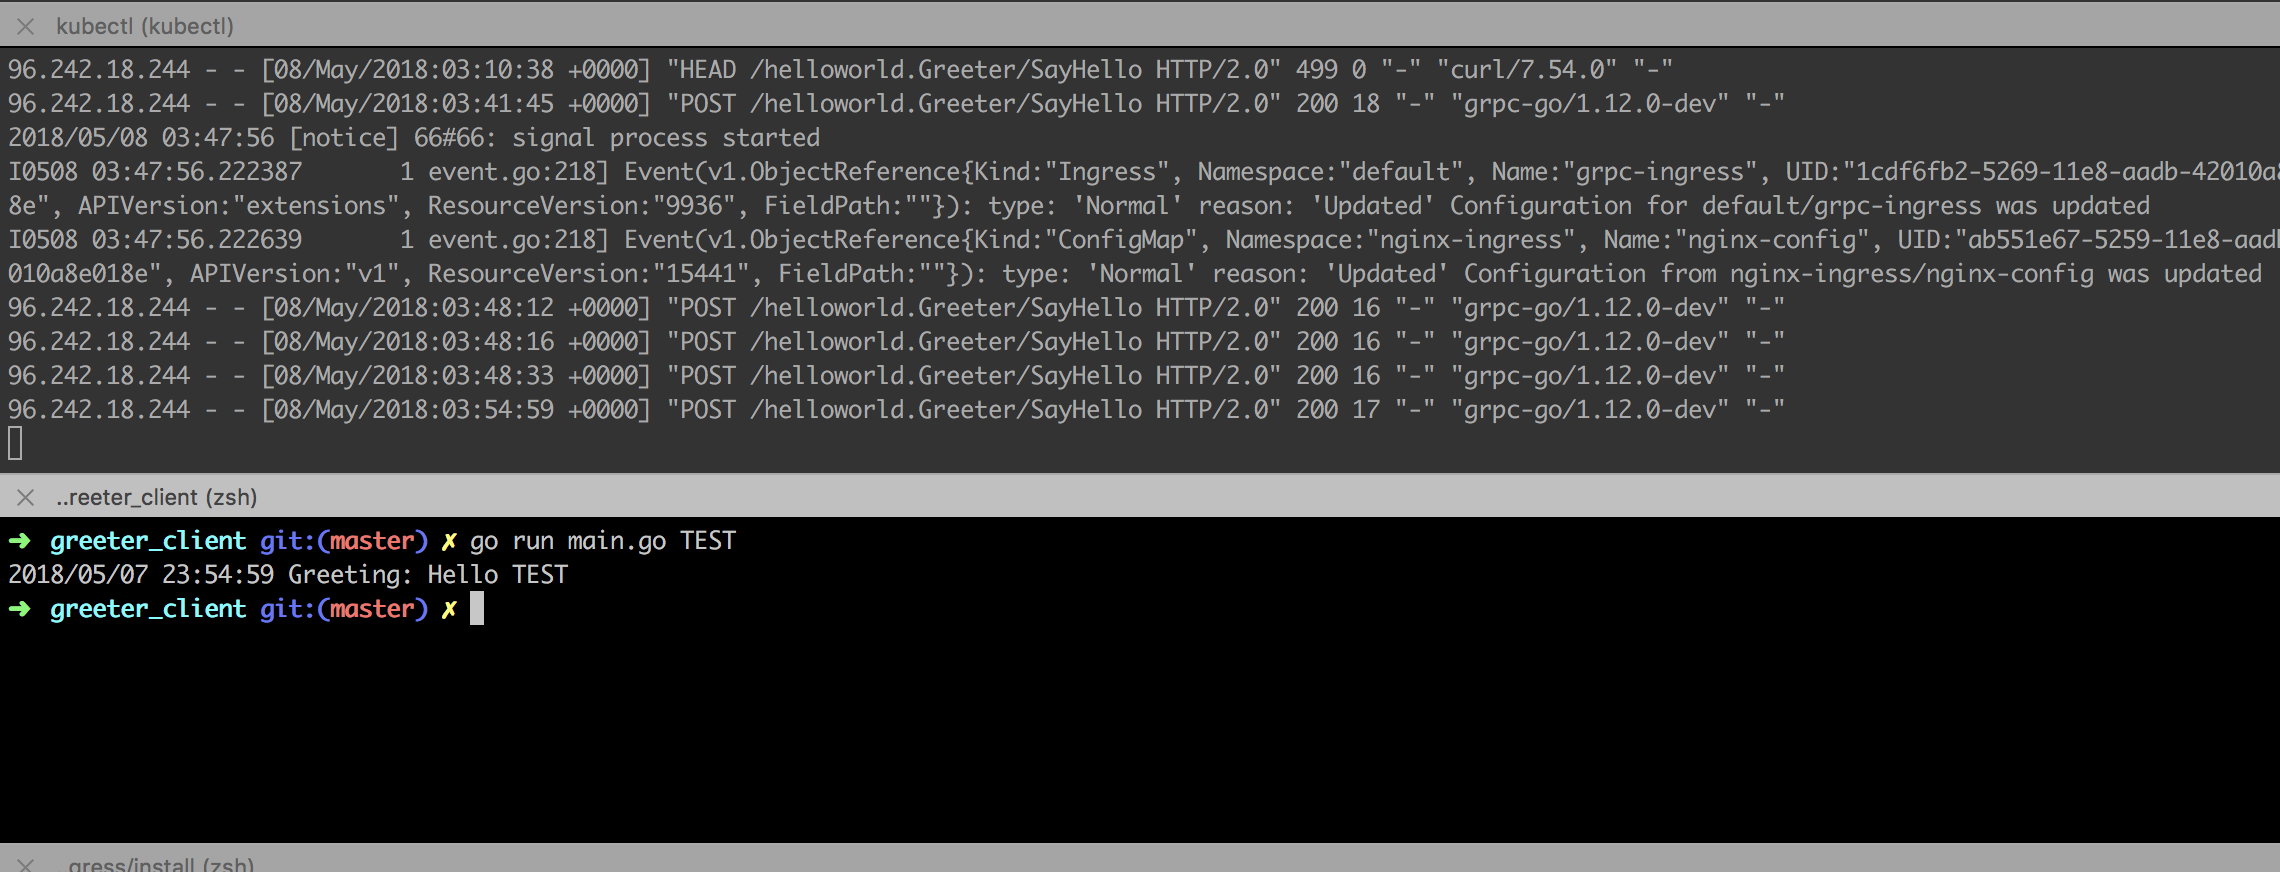 kubectl (kubectl)
96.242.18.244 - - [08/May/2018:03:10:38 +0000] "HEAD /helloworld.Greeter/SayHello HTTP/2.0" 499 0 "-" "curl/7.54.0" "-"
96.242.18.244 - - [08/May/2018:03:41:45 +0000] "POST /helloworld.Greeter/SayHello HTTP/2.0" 200 18 "-" "grpc-go/1.12.0-dev" "-"
2018/05/08 03:47:56 [notice] 66#66: signal process started
I0508 03:47:56.222387       1 event.go:218] Event(v1.ObjectReference{Kind:"Ingress", Namespace:"default", Name:"grpc-ingress", UID:"1cdf6fb2-5269-11e8-aadb-42010a8
8e", APIVersion:"extensions", ResourceVersion:"9936", FieldPath:""}): type: 'Normal' reason: 'Updated' Configuration for default/grpc-ingress was updated
I0508 03:47:56.222639       1 event.go:218] Event(v1.ObjectReference{Kind:"ConfigMap", Namespace:"nginx-ingress", Name:"nginx-config", UID:"ab551e67-5259-11e8-aad
010a8e018e", APIVersion:"v1", ResourceVersion:"15441", FieldPath:""}): type: 'Normal' reason: 'Updated' Configuration from nginx-ingress/nginx-config was updated
96.242.18.244 - - [08/May/2018:03:48:12 +0000] "POST /helloworld.Greeter/SayHello HTTP/2.0" 200 16 "-" "grpc-go/1.12.0-dev" "-"
96.242.18.244 - - [08/May/2018:03:48:16 +0000] "POST /helloworld.Greeter/SayHello HTTP/2.0" 200 16 "-" "grpc-go/1.12.0-dev" "-"
96.242.18.244 - - [08/May/2018:03:48:33 +0000] "POST /helloworld.Greeter/SayHello HTTP/2.0" 200 16 "-" "grpc-go/1.12.0-dev" "-"
96.242.18.244 - - [08/May/2018:03:54:59 +0000] "POST /helloworld.Greeter/SayHello HTTP/2.0" 200 17 "-" "grpc-go/1.12.0-dev" "-"
..reeter_client (zsh)
➜ greeter_client git:(master) ✗ go run main.go TEST
2018/05/07 23:54:59 Greeting: Hello TEST
➜ greeter_client git:(master) ✗
..gress/install (zsh)